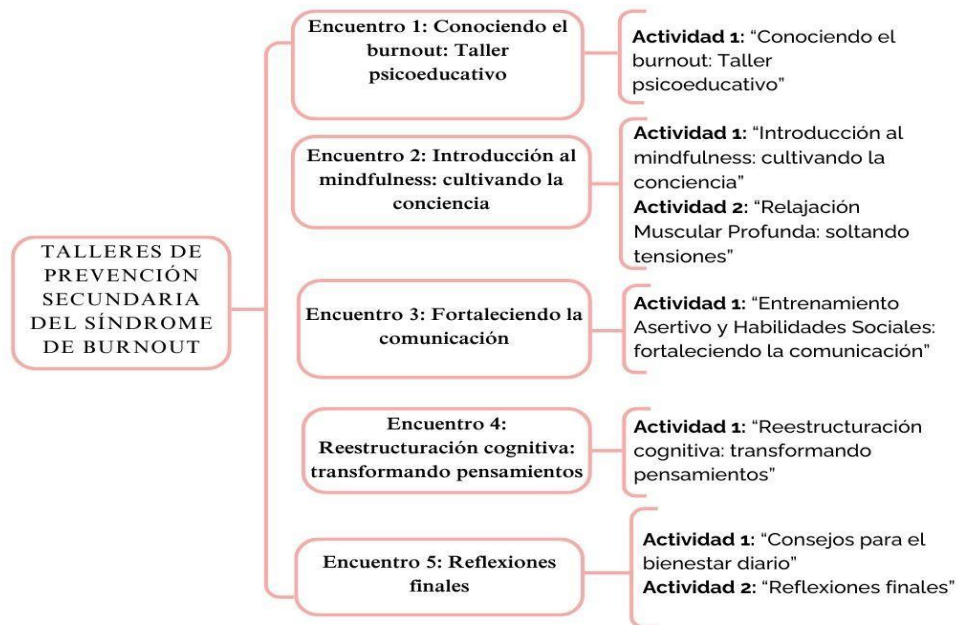 TALLERES DE
PREVENCIÓN
SECUNDARIA
DEL SÍNDROME
DE BURNOUT
Encuentro 1: Conociendo el
burnout: Taller
psicoeducativo
Actividad 1: “Conociendo el
burnout: Taller
psicoeducativo”
Encuentro 2: Introducción al
mindfulness: cultivando la
conciencia
Actividad 1: “Introducción al
mindfulness: cultivando la
conciencia”
Actividad 2: “Relajación
Muscular Profunda: soltando
tensiones”
Encuentro 3: Fortaleciendo la
comunicación
Actividad 1: “Entrenamiento
Asertivo y Habilidades Sociales:
fortaleciendo la comunicación”
Encuentro 4:
Reestructuración cognitiva:
transformando pensamientos
Actividad 1: “Reestructuración
cognitiva: transformando
pensamientos”
Encuentro 5: Reflexiones
finales
Actividad 1: “Consejos para el
bienestar diario”
Actividad 2: “Reflexiones finales”